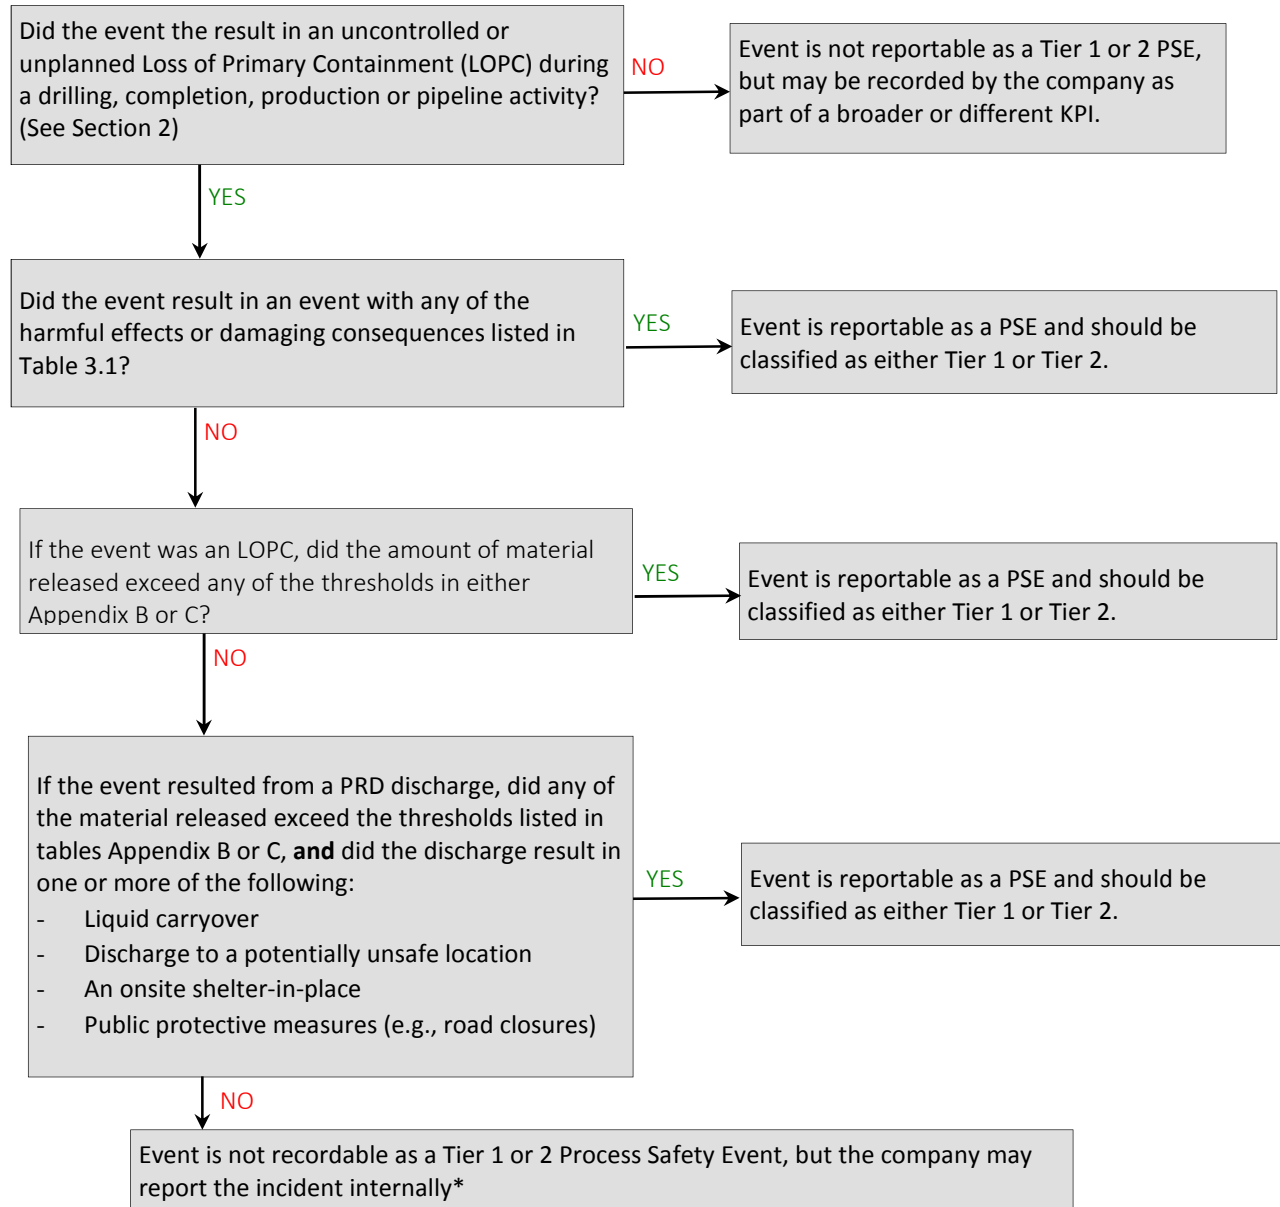 Did the event the result in an uncontrolled or
unplanned Loss of Primary Containment (LOPC) during
a drilling, completion, production or pipeline activity?
(See Section 2)
NO
Event is not reportable as a Tier 1 or 2 PSE,
but may be recorded by the company as
part of a broader or different KPI.
YES
Did the event result in an event with any of the
harmful effects or damaging consequences listed in
Table 3.1?
YES
Event is reportable as a PSE and should be
classified as either Tier 1 or Tier 2.
NO
If the event was an LOPC, did the amount of material
released exceed any of the thresholds in either
Appendix B or C?
YES
Event is reportable as a PSE and should be
classified as either Tier 1 or Tier 2.
NO
If the event resulted from a PRD discharge, did any of
the material released exceed the thresholds listed in
tables Appendix B or C, and did the discharge result in
one or more of the following:
- Liquid carryover
- Discharge to a potentially unsafe location
- An onsite shelter-in-place
- Public protective measures (e.g., road closures)
YES
Event is reportable as a PSE and should be
classified as either Tier 1 or Tier 2.
NO
Event is not recordable as a Tier 1 or 2 Process Safety Event, but the company may
report the incident internally*